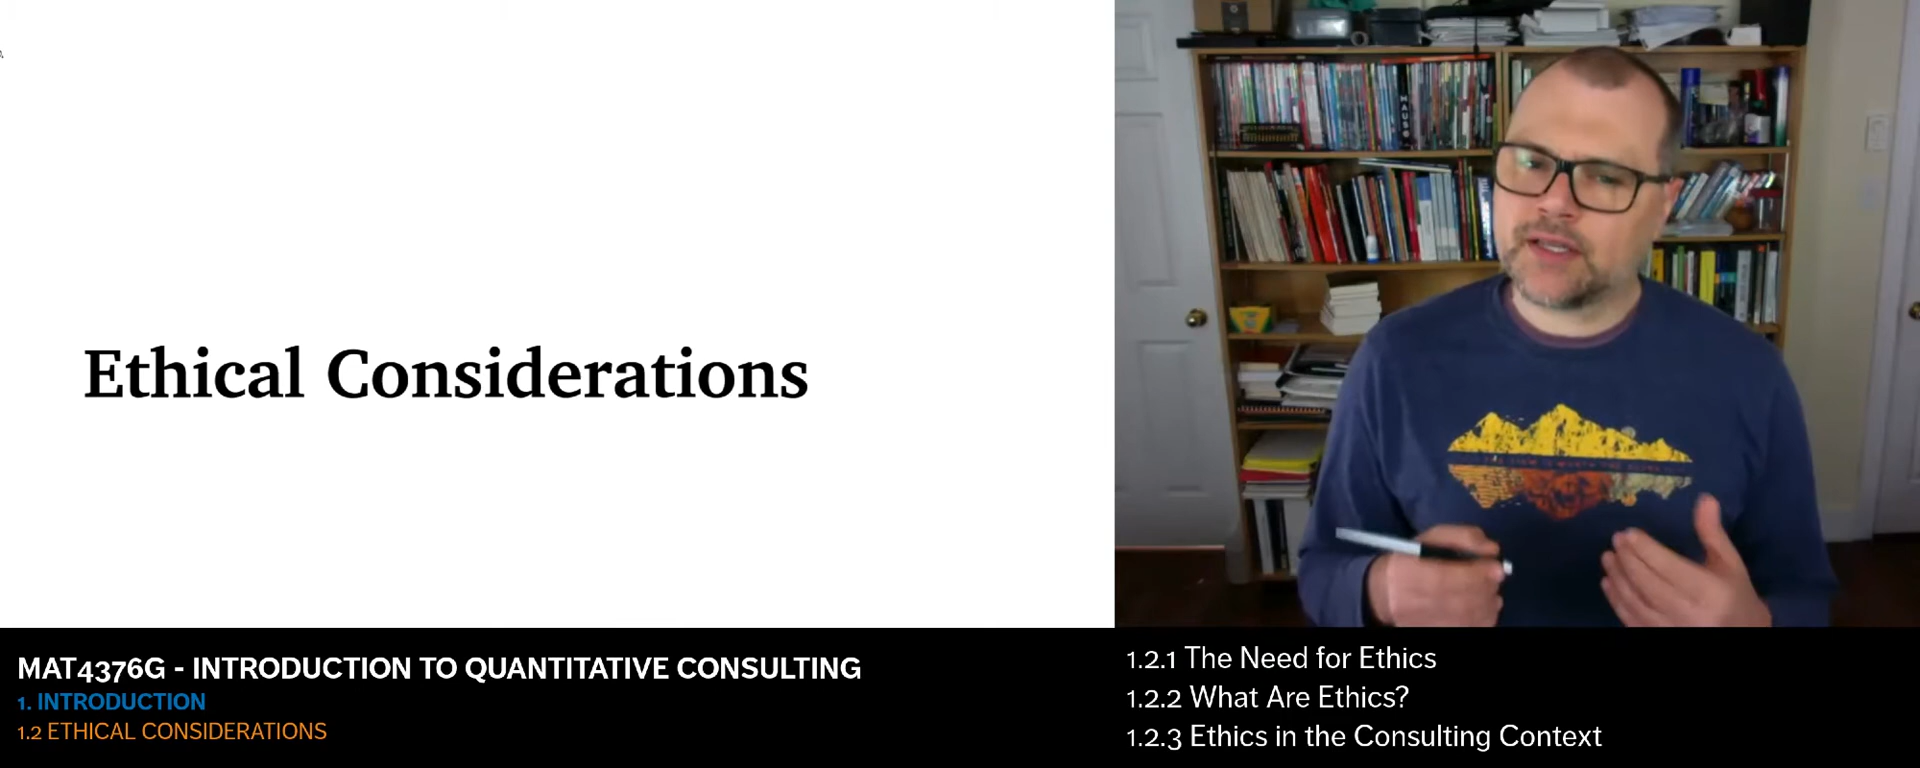 Ethical Considerations
MAT4376G - INTRODUCTION TO QUANTITATIVE CONSULTING
1. INTRODUCTION
1.2 ETHICAL CONSIDERATIONS
1.2.1 The Need for Ethics
1.2.2 What Are Ethics?
1.2.3 Ethics in the Consulting Context